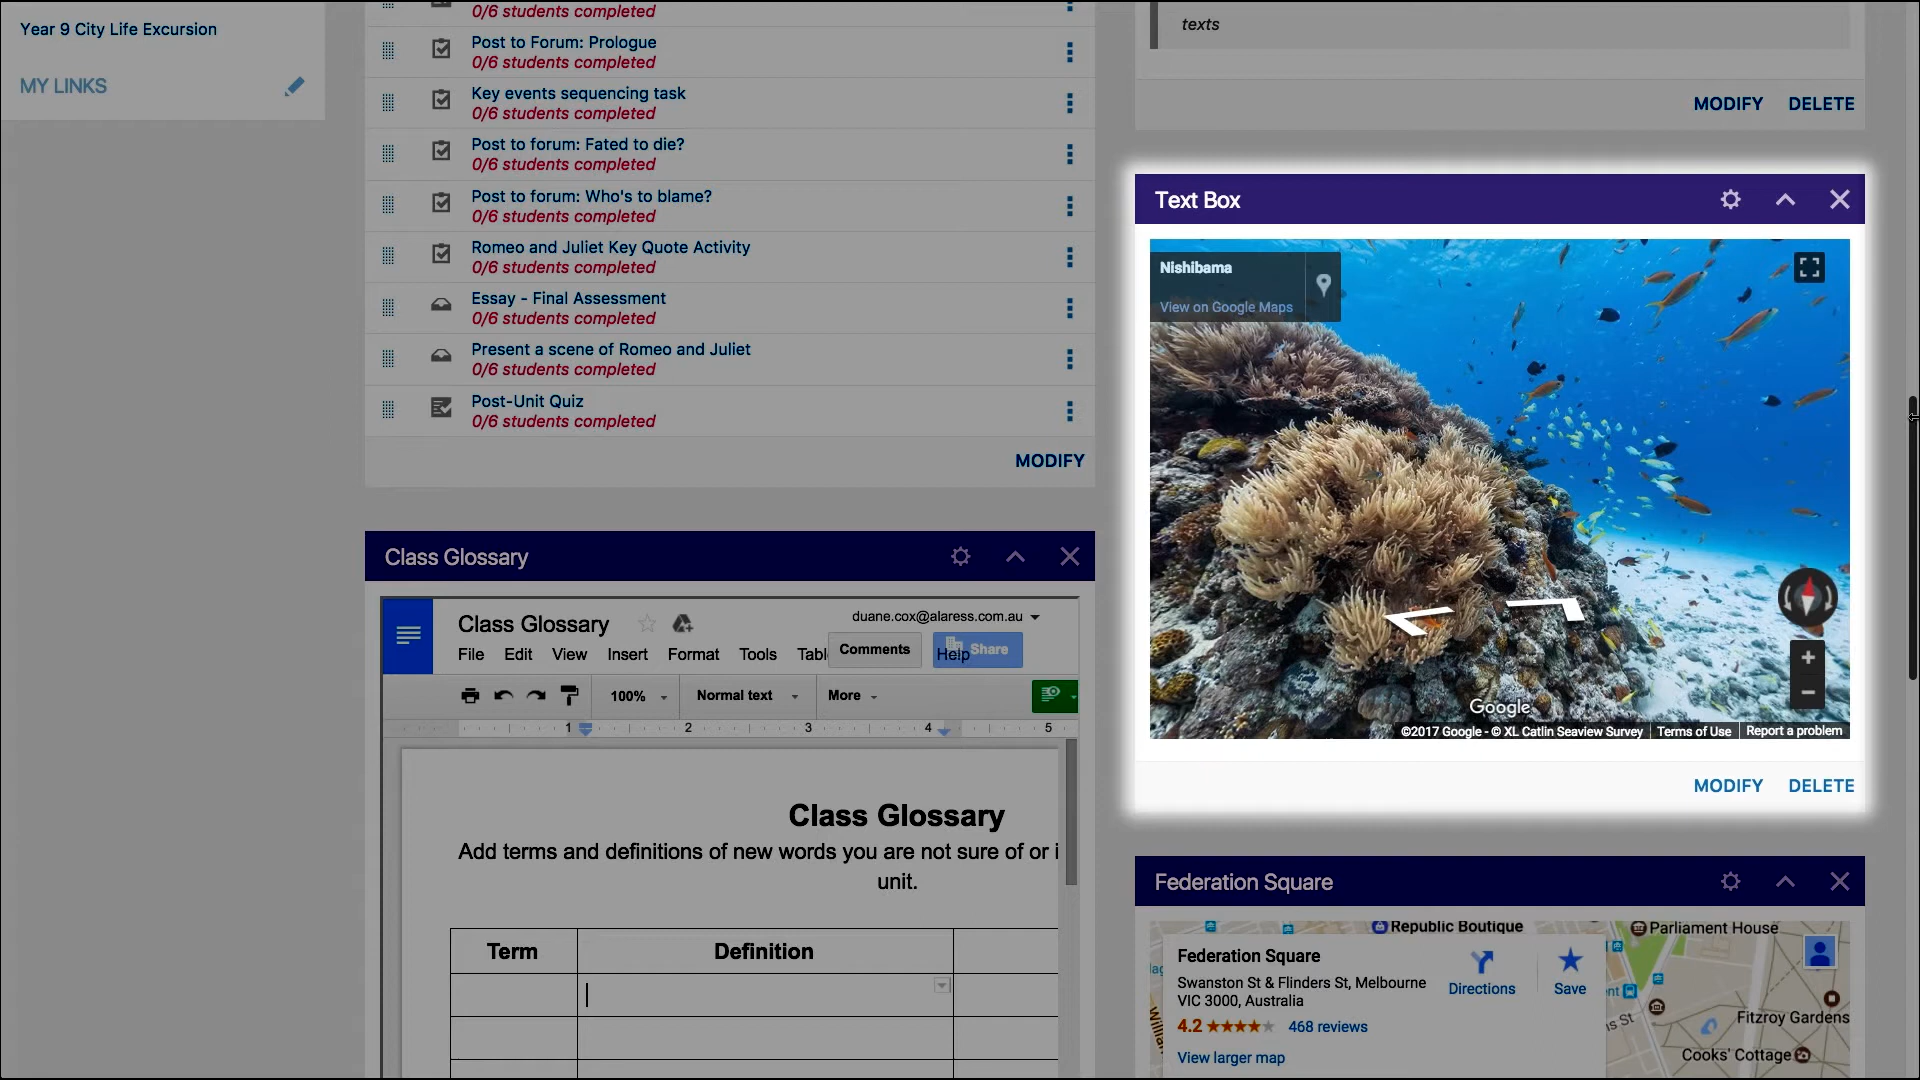 Year 9 City Life Excursion
MY LINKS
0/6 students completed
Post to Forum: Prologue
0/6 students completed
Key events sequencing task
0/6 students completed
Post to forum: Fated to die?
0/6 students completed
Post to forum: Who's to blame?
0/6 students completed
Romeo and Juliet Key Quote Activity
0/6 students completed
Essay - Final Assessment
0/6 students completed
Present a scene of Romeo and Juliet
0/6 students completed
Post-Unit Quiz
0/6 students completed
MODIFY
Class Glossary
Class Glossary
duane.cox@alaress.com.au
File Edit View Insert Format Tools Tabl Help
Comments
Share
100% Normal text More
1 2 3 4 5
Class Glossary
Add terms and definitions of new words you are not sure of or i
unit.
Term Definition
texts
MODIFY DELETE
Text Box
Nishibama
View on Google Maps
Google
©2017 Google - © XL Catlin Seaview Survey Terms of Use Report a problem
MODIFY DELETE
Federation Square
Republic Boutique
Parliament House
Federation Square
Swanston St & Flinders St, Melbourne
VIC 3000, Australia
4.2 468 reviews
View larger map
Directions
Save
Fitzroy Gardens
Cooks' Cottage